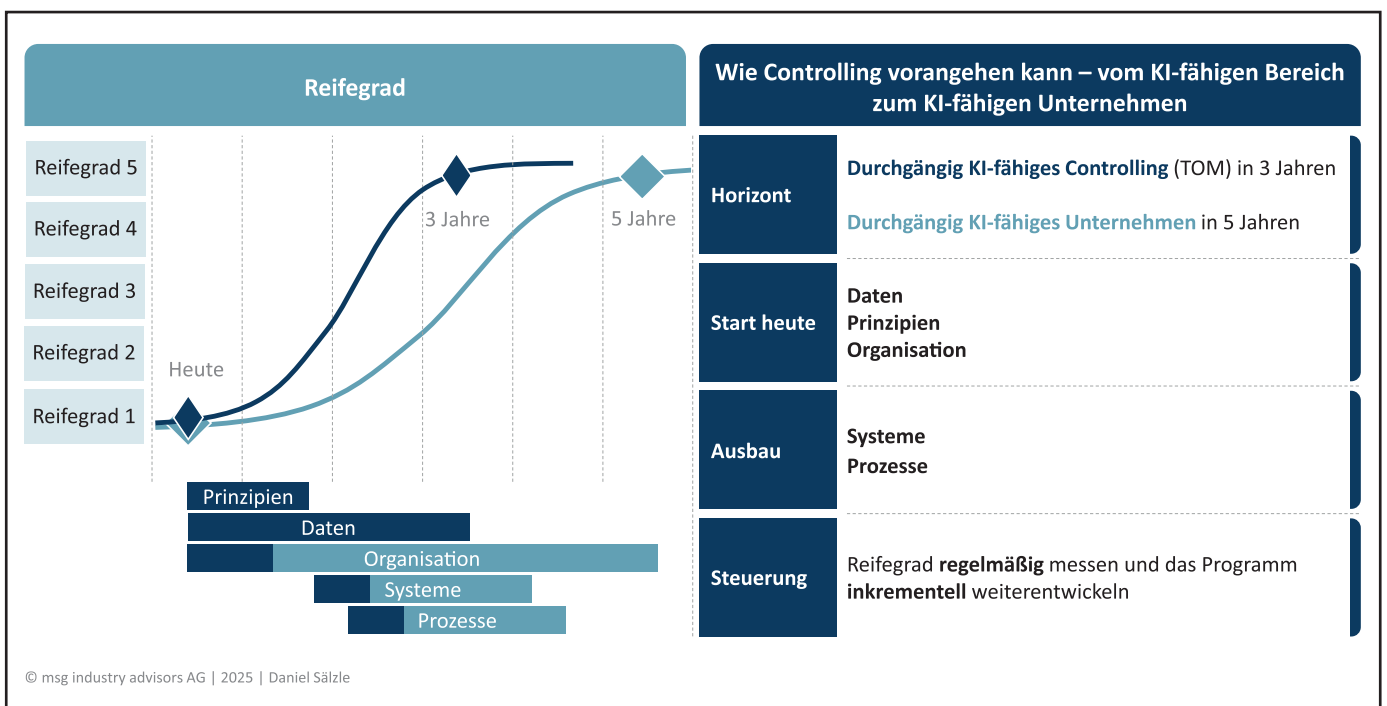 Reifegrad
Reifegrad 5
Reifegrad 4
Reifegrad 3
Reifegrad 2
Reifegrad 1
Heute
3 Jahre
5 Jahre
Prinzipien
Daten
Organisation
Systeme
Prozesse
Wie Controlling vorangehen kann – vom KI-fähigen Bereich
zum KI-fähigen Unternehmen
Horizont
Durchgängig KI-fähiges Controlling (TOM) in 3 Jahren
Durchgängig KI-fähiges Unternehmen in 5 Jahren
Start heute
Daten
Prinzipien
Organisation
Ausbau
Systeme
Prozesse
Steuerung
Reifegrad regelmäßig messen und das Programm
inkrementell weiterentwickeln
© msg industry advisors AG | 2025 | Daniel Sälzle